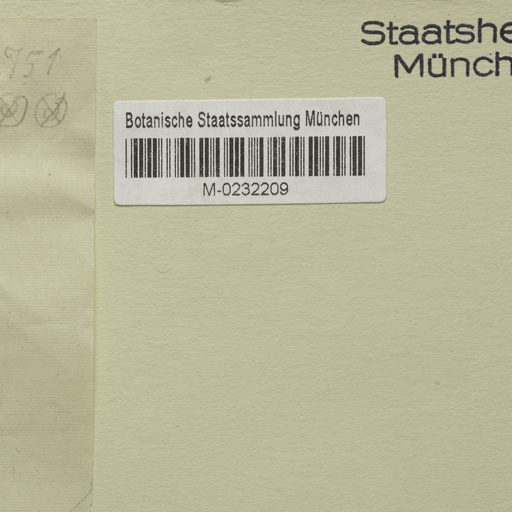 Staatshe
Münch
751
Botanische Staatssammlung München
M-0232209